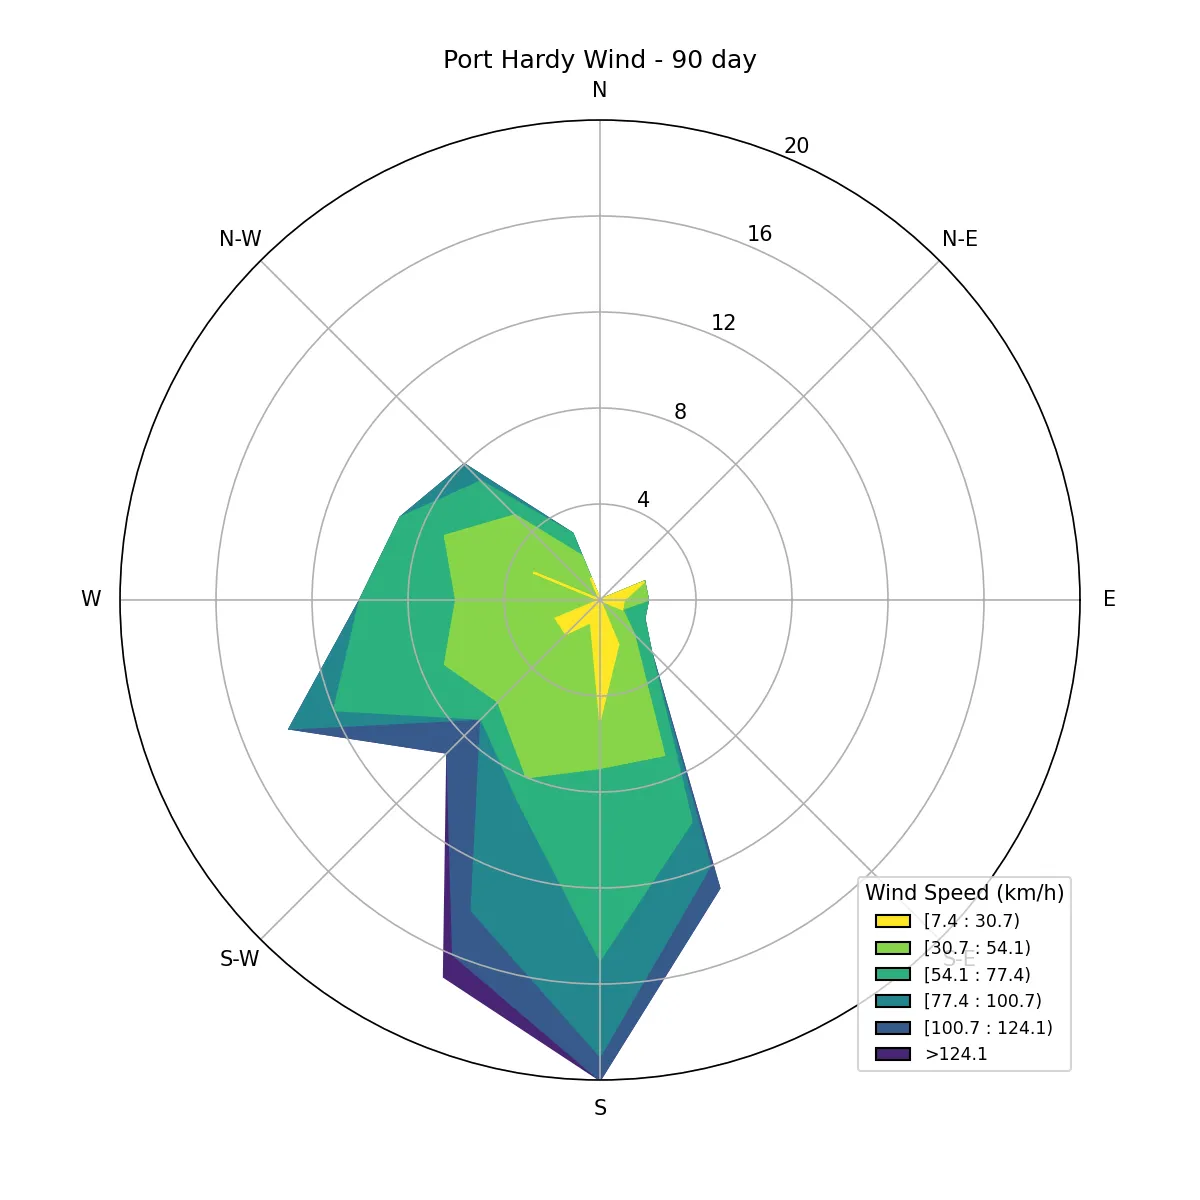 Port Hardy Wind - 90 day
N
20
N-W
N-E
16
12
8
4
W
E
Wind Speed (km/h)
[7.4 : 30.7)
[30.7 : 54.1)
S-W
S-E
[54.1 : 77.4)
[77.4 : 100.7)
[100.7 : 124.1)
>124.1
S